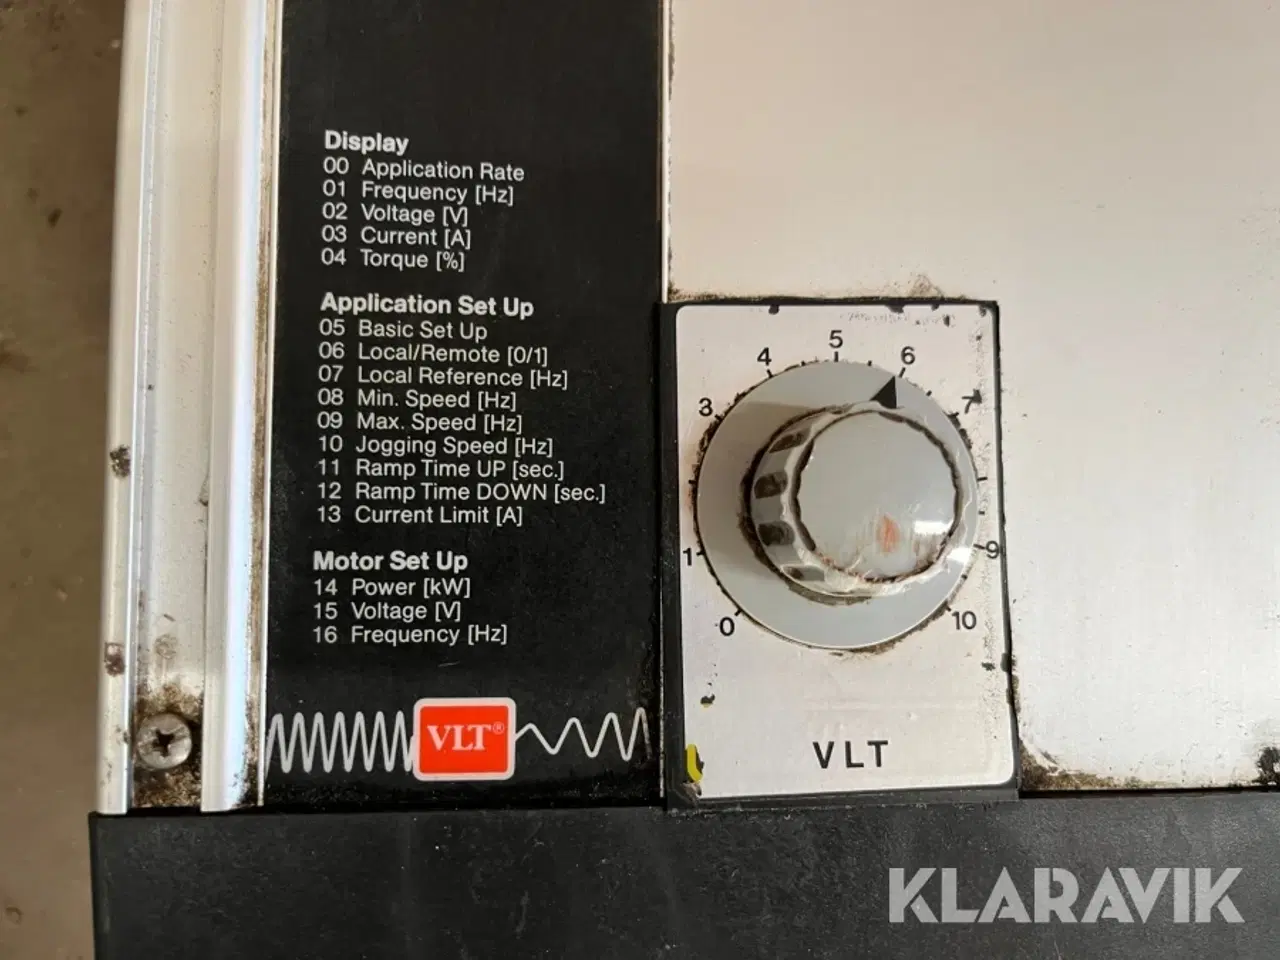 Display
00 Application Rate
01 Frequency [Hz]
02 Voltage [V]
03 Current [A]
04 Torque [%]
Application Set Up
05 Basic Set Up
06 Local/Remote [0/1]
07 Local Reference [Hz]
08 Min. Speed [Hz]
09 Max. Speed [Hz]
10 Jogging Speed [Hz]
11 Ramp Time UP [sec.]
12 Ramp Time DOWN [sec.]
13 Current Limit [A]
Motor Set Up
14 Power [kW]
15 Voltage [V]
16 Frequency [Hz]
VLT®
0
1
3
4
5
6
7
9
10
VLT
KLARAVIK